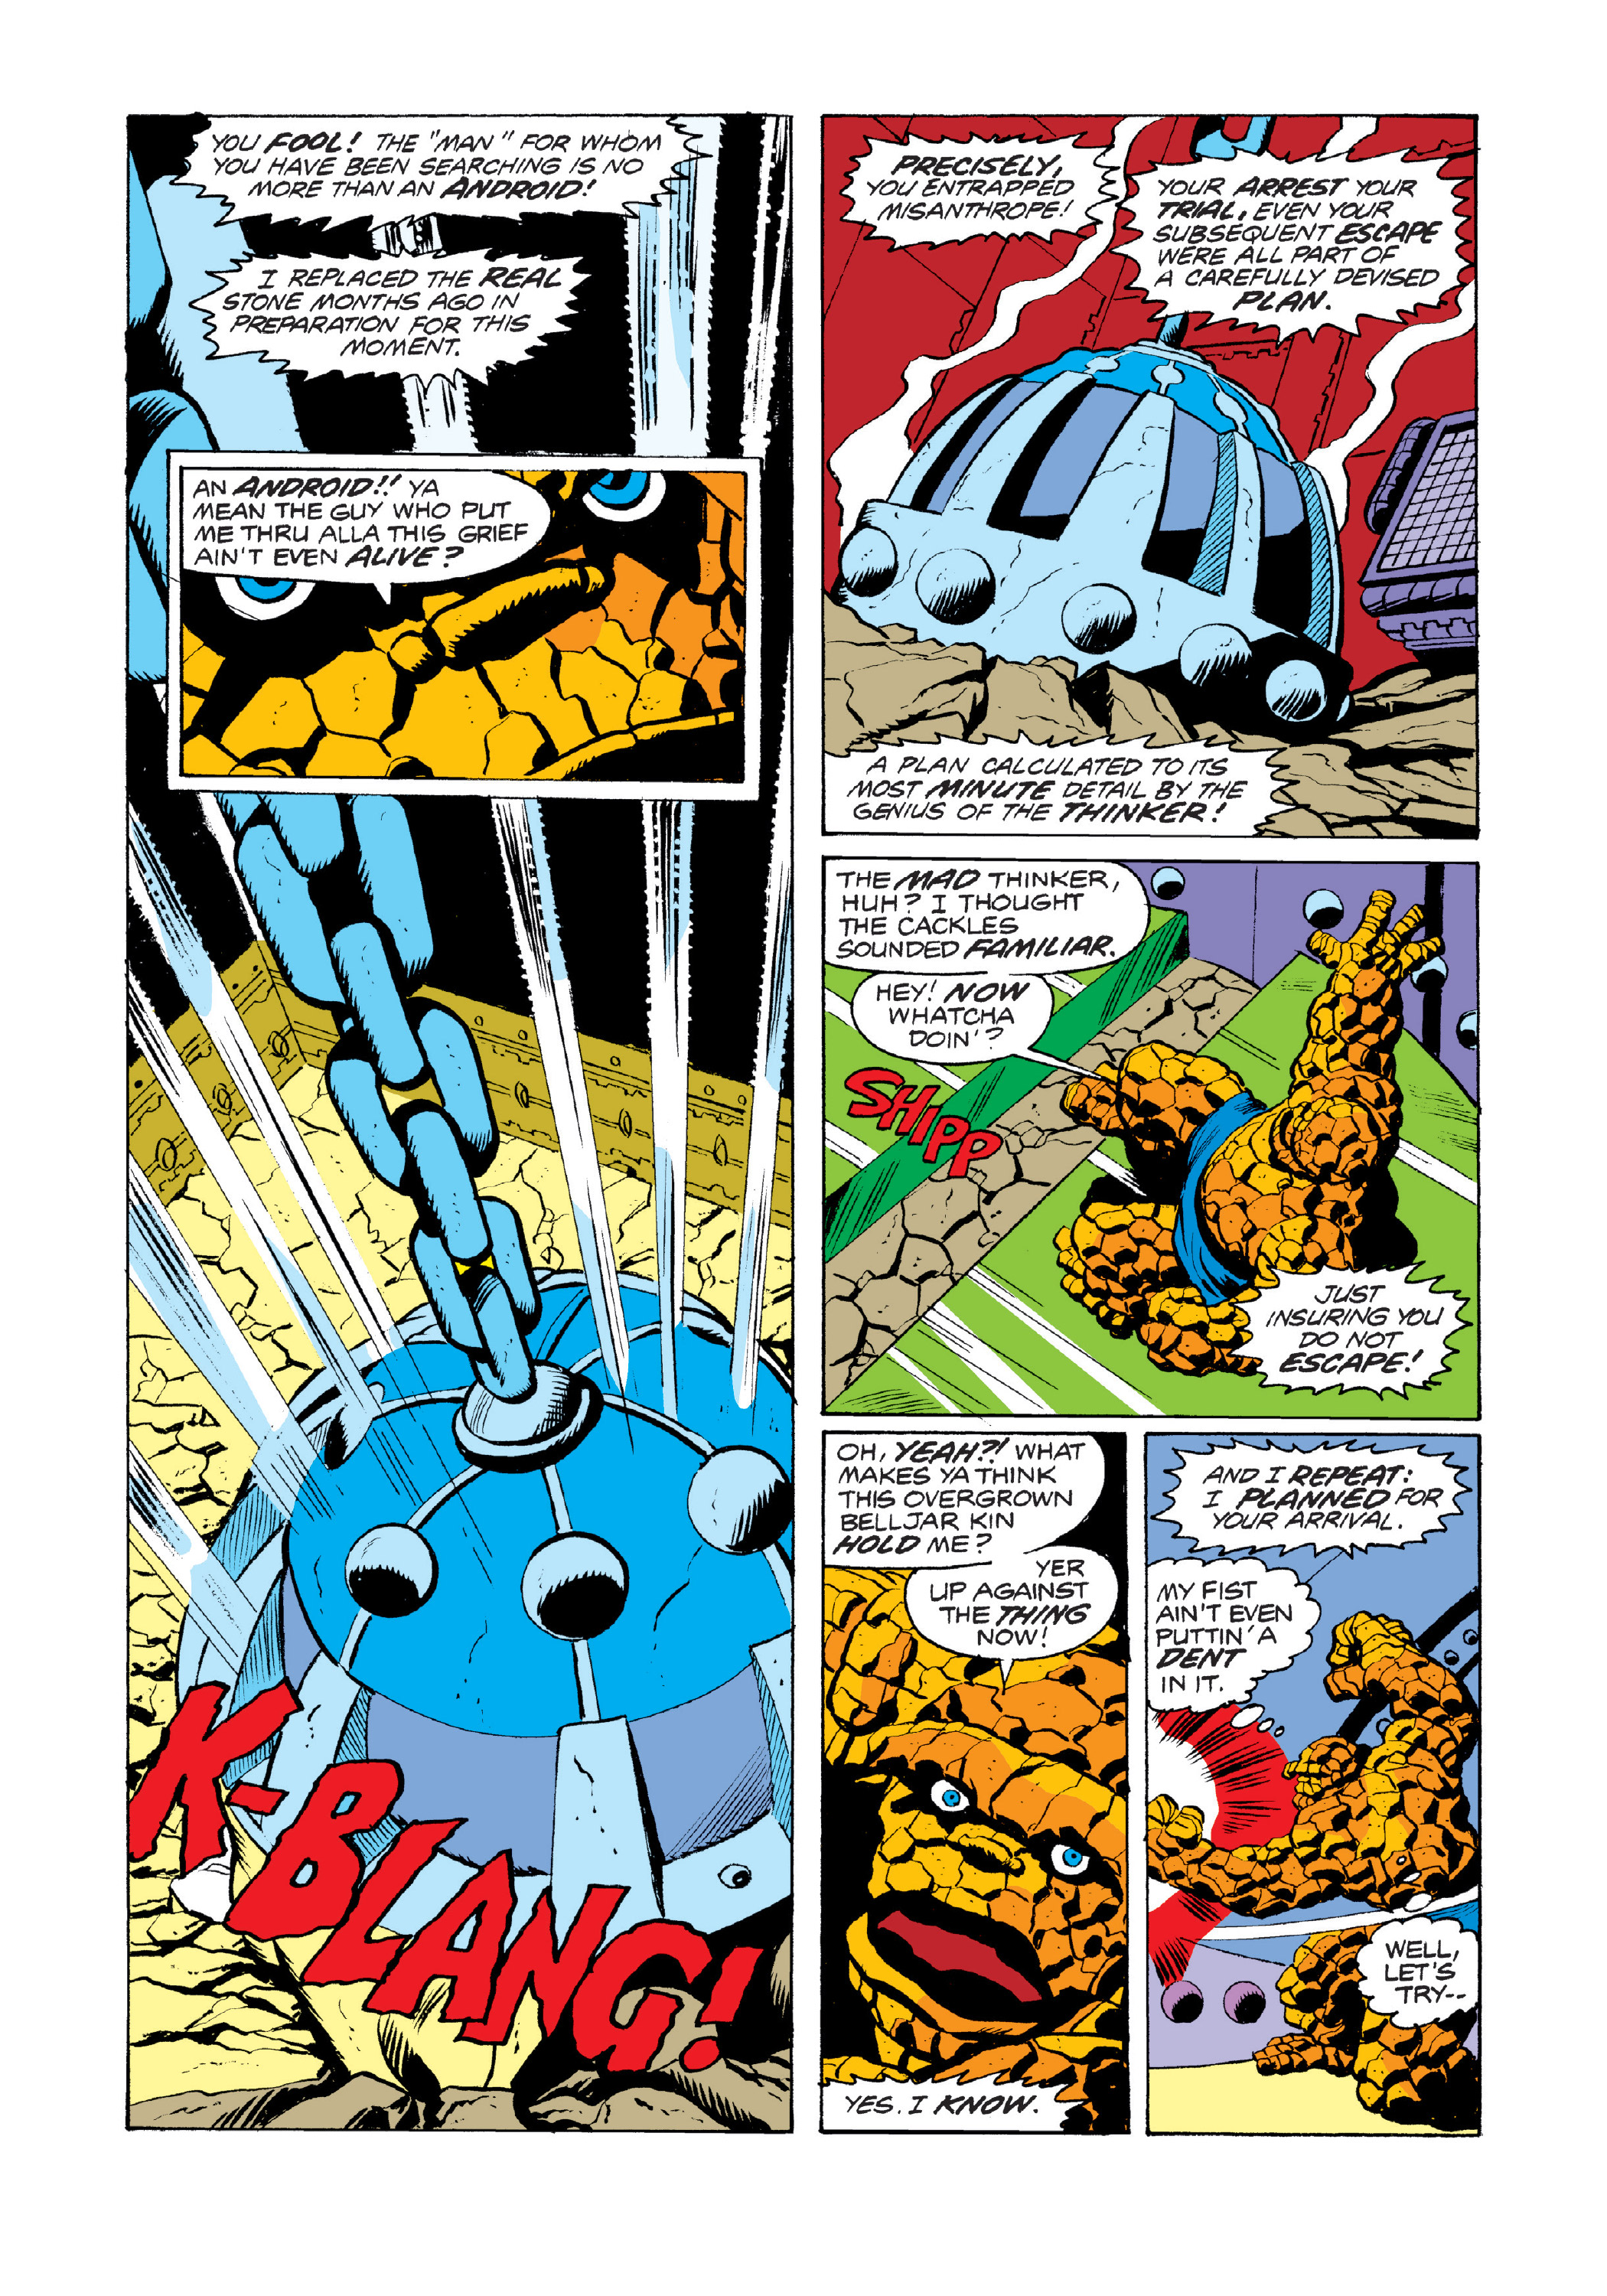 YOU FOOL! THE "MAN" FOR WHOM
YOU HAVE BEEN SEARCHING IS NO
MORE THAN AN ANDROID!
I REPLACED THE REAL
STONE MONTHS AGO IN
PREPARATION FOR THIS
MOMENT.
AN ANDROID!! YA
MEAN THE GUY WHO PUT
ME THRU ALLA THIS GRIEF
AIN'T EVEN ALIVE?
K-BLANG!
PRECISELY,
YOU ENTRAPPED
MISANTHROPE!
YOUR ARREST YOUR
TRIAL, EVEN YOUR
SUBSEQUENT ESCAPE
WERE ALL PART OF
A CAREFULLY DEVISED
PLAN.
A PLAN CALCULATED TO ITS
MOST MINUTE DETAIL BY THE
GENIUS OF THE THINKER!
THE MAD THINKER,
HUH? I THOUGHT
THE CACKLES
SOUNDED FAMILIAR.
HEY! NOW
WHATCHA
DOIN'?
SHIPP
JUST
INSURING YOU
DO NOT
ESCAPE!
OH, YEAH?! WHAT
MAKES YA THINK
THIS OVERGROWN
BELLJAR KIN
HOLD ME?
YER
UP AGAINST
THE THING
NOW!
YES. I KNOW.
AND I REPEAT:
I PLANNED FOR
YOUR ARRIVAL.
MY FIST
AIN'T EVEN
PUTTIN' A
DENT
IN IT.
WELL,
LET'S
TRY--